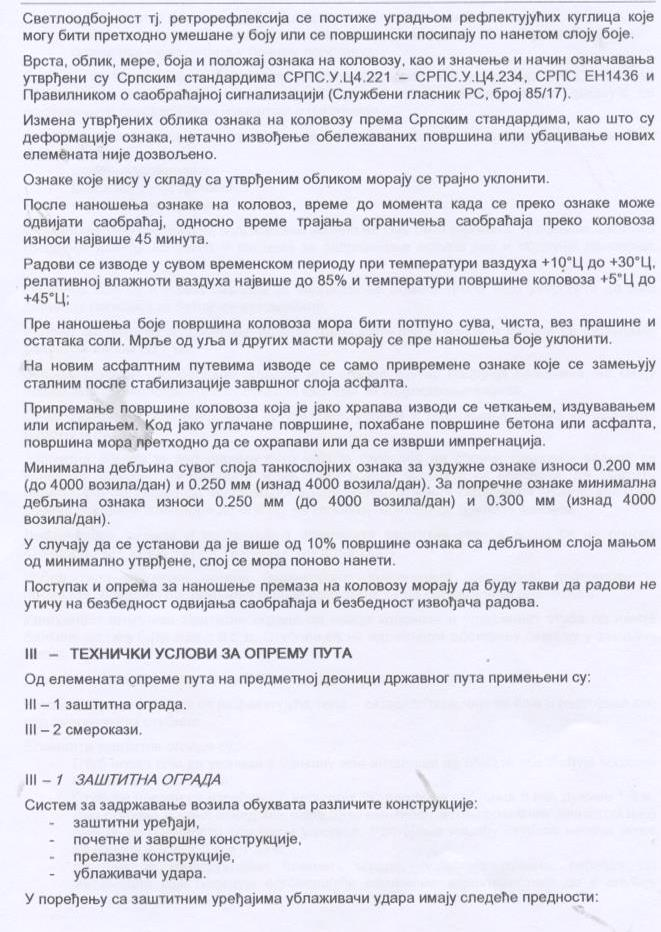 Светлоодбојност тј. ретрорефлексија се постиже уградњом рефлектујућих куглица које
могу бити претходно умешане у боју или се површински посипају по нанетом слоју боје.
Врста, облик, мере, боја и положај ознака на коловозу, као и значење и начин означавања
утврђени су Српским стандардима СРПС.У.Ц4.221 – СРПС.У.Ц4.234, СРПС ЕН1436 и
Правилником о саобраћајној сигнализацији (Службени гласник РС, број 85/17).
Измена утврђених облика ознака на коловозу према Српским стандардима, као што су
деформације ознака, нетачно извођење обележаваних површина или убацивање нових
елемената није дозвољено.
Ознаке које нису у складу са утврђеним обликом морају се трајно уклонити.
После наношења ознаке на коловоз, време до момента када се преко ознаке може
одвијати саобраћај, односно време трајања ограничења саобраћаја преко коловоза
износи највише 45 минута.
Радови се изводе у сувом временском периоду при температури ваздуха +10°Ц до +30°Ц,
релативној влажноти ваздуха највише до 85% и температури површине коловоза +5°Ц до
+45°Ц;
Пре наношења боје површина коловоза мора бити потпуно сува, чиста, вез прашине и
остатака соли. Мрље од уља и других масти морају се пре наношења боје уклонити.
На новим асфалтним путевима изводе се само привремене ознаке које се замењују
сталним после стабилизације завршног слоја асфалта.
Припремање површине коловоза која је јако храпава изводи се четкањем, издувавањем
или испирањем. Код јако углачане површине, похабане површине бетона или асфалта,
површина мора претходно да се охрапави или да се изврши импрегнација.
Минимална дебљина сувог слоја танкослојних ознака за уздужне ознаке износи 0.200 мм
(до 4000 возила/дан) и 0.250 мм (изнад 4000 возила/дан). За попречне ознаке минимална
дебљина ознака износи 0.250 мм (до 4000 возила/дан) и 0.300 мм (изнад 4000
возила/дан).
У случају да се установи да је више од 10% површине ознака са дебљином слоја мањом
од минимално утврђене, слој се мора поново нанети.
Поступак и опрема за наношење премаза на коловозу морају да буду такви да радови не
утичу на безбедност одвијања саобраћаја и безбедност извођача радова.
III – ТЕХНИЧКИ УСЛОВИ ЗА ОПРЕМУ ПУТА
Од елемената опреме пута на предметној деоници државног пута примењени су:
III – 1 заштитна ограда.
III – 2 смерокази.
III – 1 ЗАШТИТНА ОГРАДА
Систем за задржавање возила обухвата различите конструкције:
- заштитни уређаји,
- почетне и завршне конструкције,
- прелазне конструкције,
- ублаживачи удара.
У поређењу са заштитним уређајима ублаживачи удара имају следеће предности: